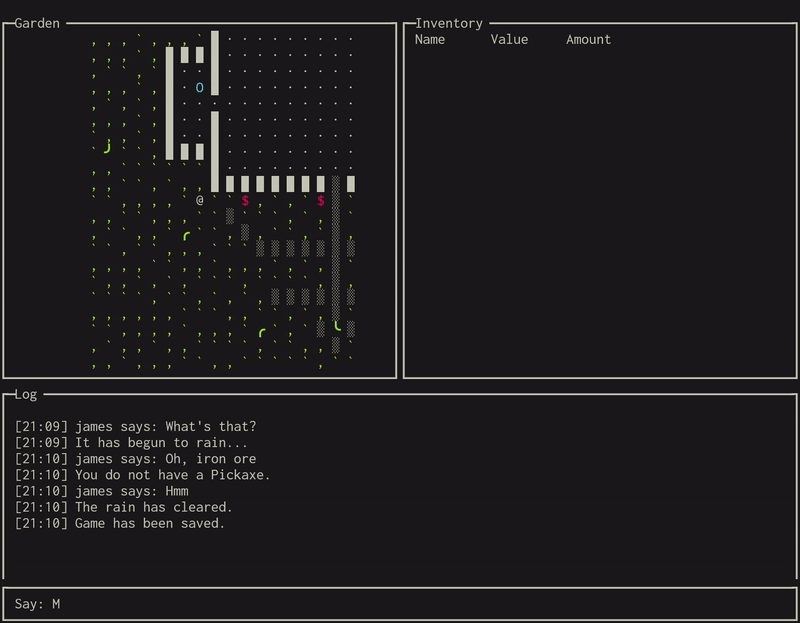 Garden
Inventory
Name Value Amount
Log
[21:09] james says: What's that?
[21:09] It has begun to rain...
[21:10] james says: Oh, iron ore
[21:10] You do not have a Pickaxe.
[21:10] james says: Hmm
[21:10] The rain has cleared.
[21:10] Game has been saved.
Say: M